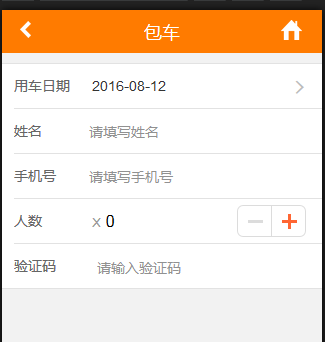 包车
用车日期 2016-08-12
姓名 请填写姓名
手机号 请填写手机号
人数 x 0
验证码 请输入验证码